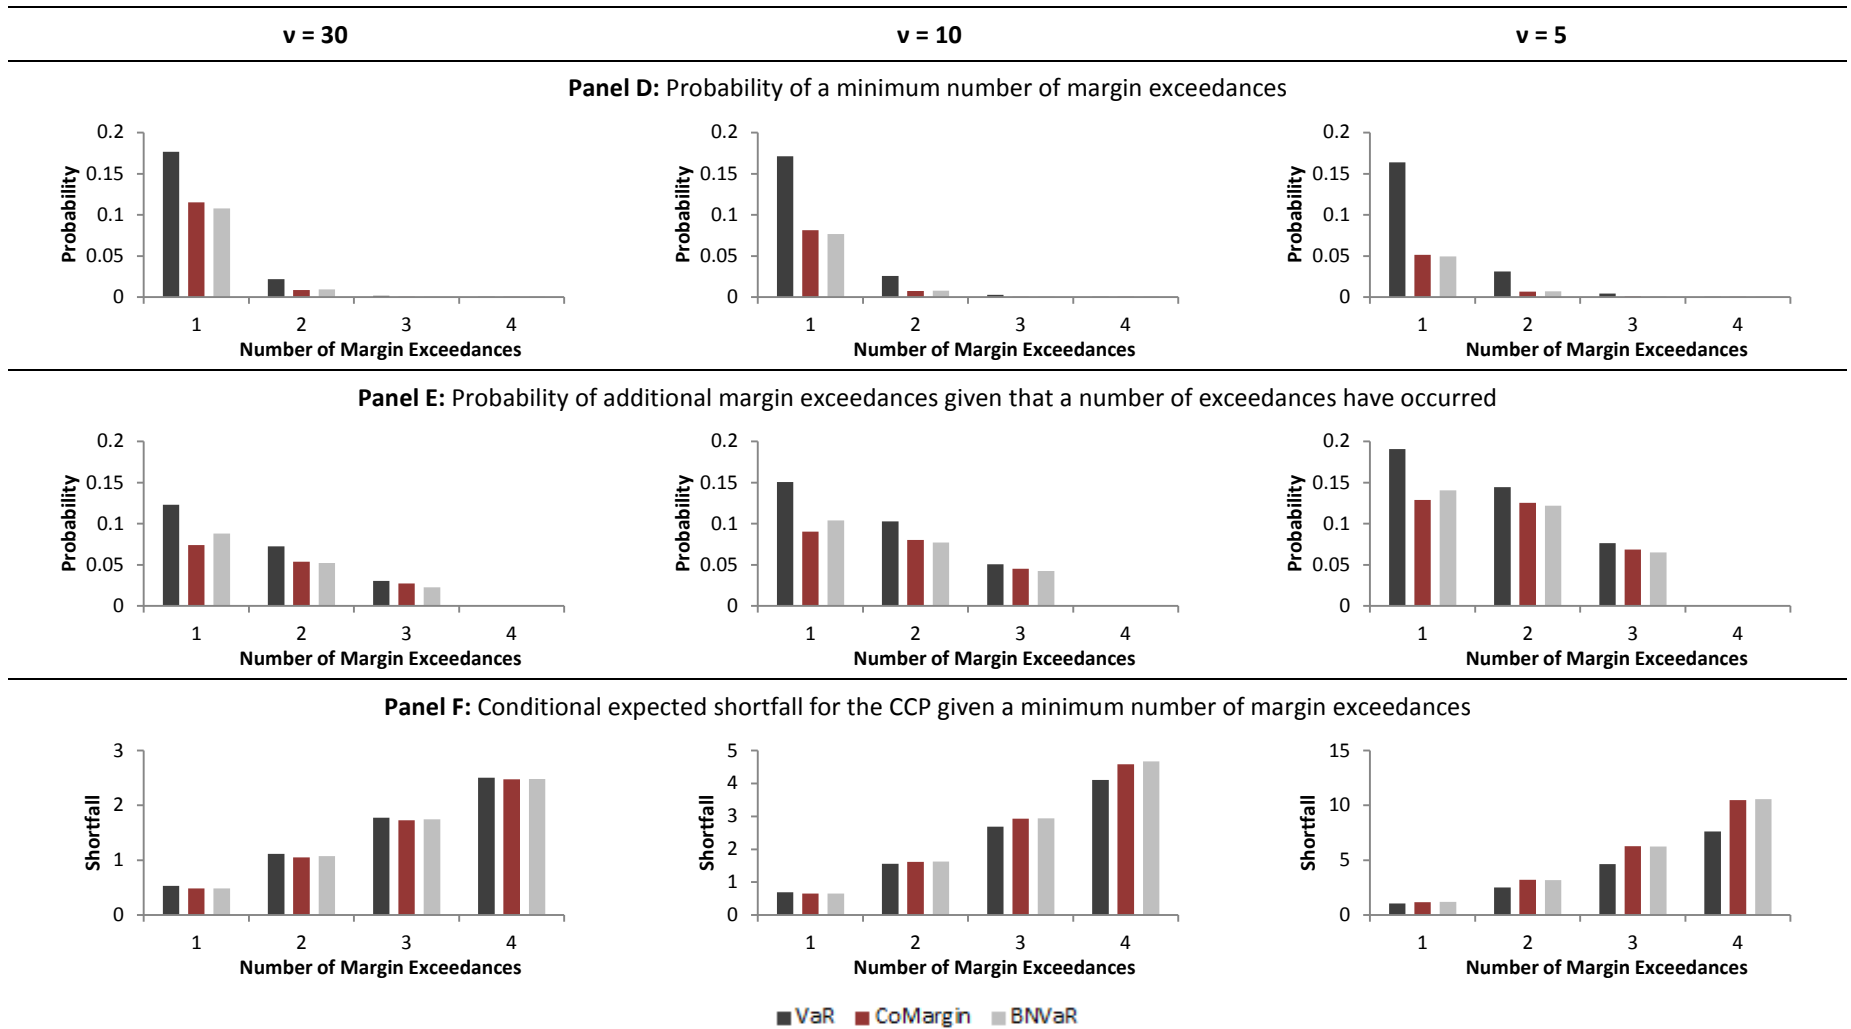 ν = 30 ν = 10 ν = 5
Panel D: Probability of a minimum number of margin exceedances
0.2
0.15
0.1
0.05
0
Probability
1 2 3 4
Number of Margin Exceedances
0.2
0.15
0.1
0.05
0
Probability
1 2 3 4
Number of Margin Exceedances
0.2
0.15
0.1
0.05
0
Probability
1 2 3 4
Number of Margin Exceedances
Panel E: Probability of additional margin exceedances given that a number of exceedances have occurred
0.2
0.15
0.1
0.05
0
Probability
1 2 3 4
Number of Margin Exceedances
0.2
0.15
0.1
0.05
0
Probability
1 2 3 4
Number of Margin Exceedances
0.2
0.15
0.1
0.05
0
Probability
1 2 3 4
Number of Margin Exceedances
Panel F: Conditional expected shortfall for the CCP given a minimum number of margin exceedances
3
2
1
0
Shortfall
1 2 3 4
Number of Margin Exceedances
5
4
3
2
1
0
Shortfall
1 2 3 4
Number of Margin Exceedances
15
10
5
0
Shortfall
1 2 3 4
Number of Margin Exceedances
VaR CoMargin BNVaR